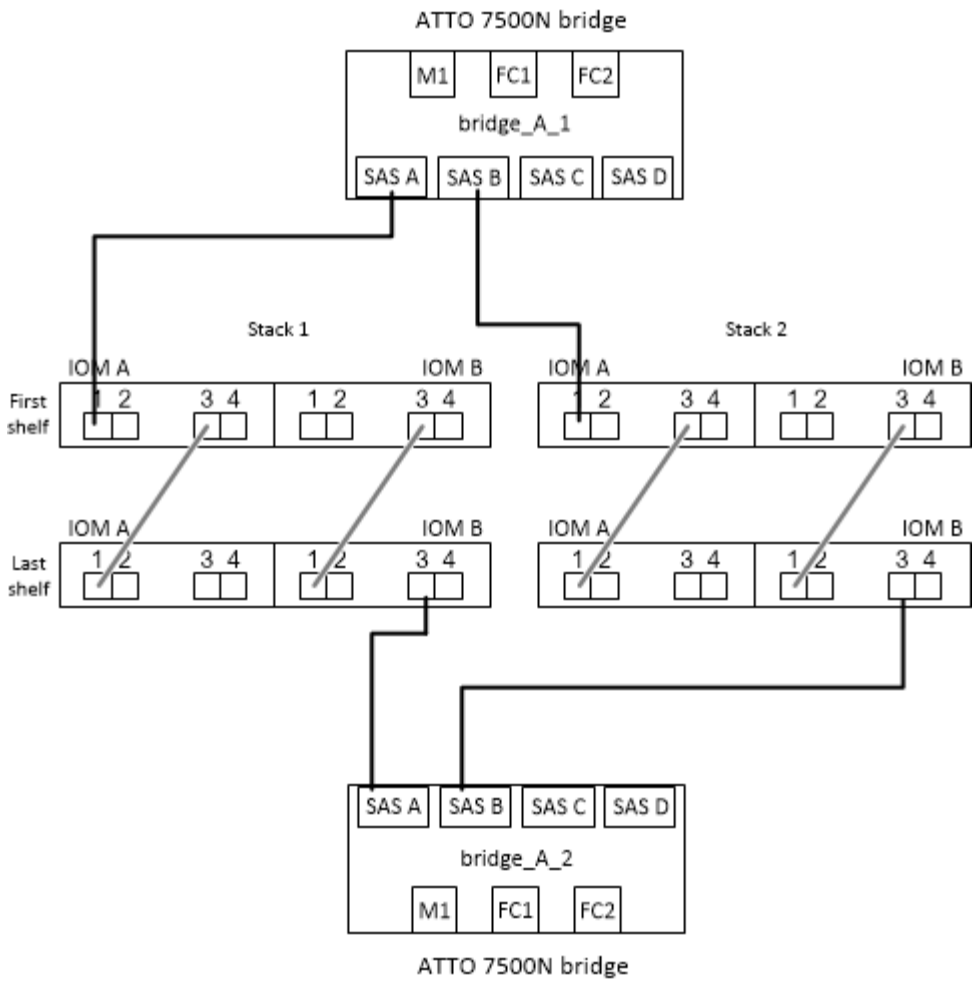 ATTO 7500N bridge
M1 FC1 FC2
bridge_A_1
SAS A SAS B SAS C SAS D
Stack 1 Stack 2
IOM A IOM B IOM A IOM B
First shelf
1 2 3 4 1 2 3 4 1 2 3 4 1 2 3 4
IOM A IOM B IOM A IOM B
Last shelf
1 2 3 4 1 2 3 4 1 2 3 4 1 2 3 4
SAS A SAS B SAS C SAS D
bridge_A_2
M1 FC1 FC2
ATTO 7500N bridge